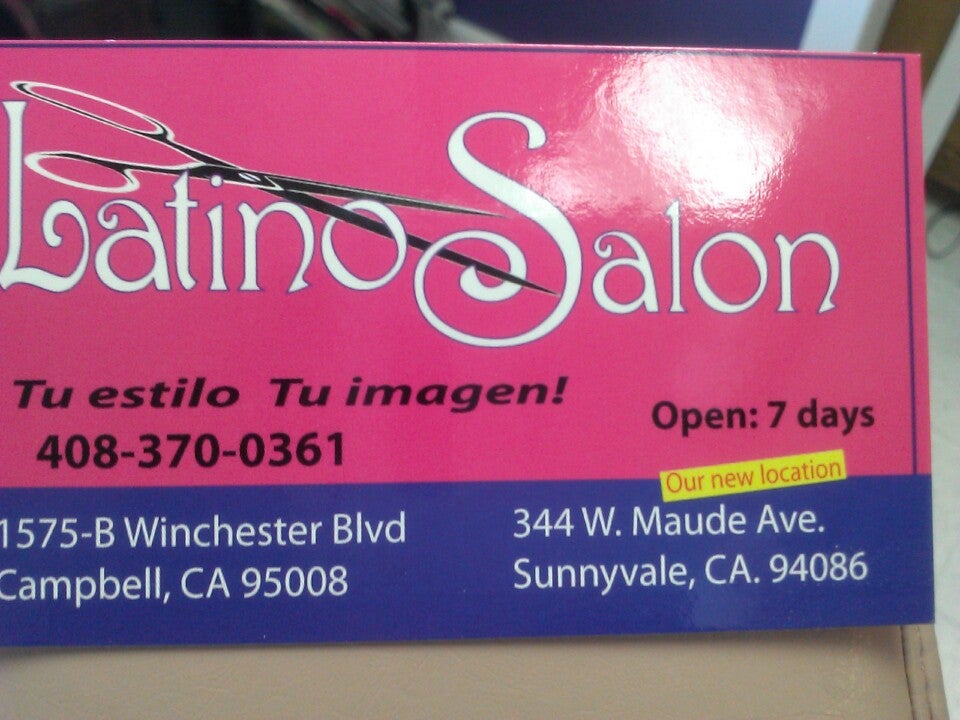 Latino Salon
Tu estilo Tu imagen!
408-370-0361
Open: 7 days
1575-B Winchester Blvd
Campbell, CA 95008
Our new location
344 W. Maude Ave.
Sunnyvale, CA. 94086